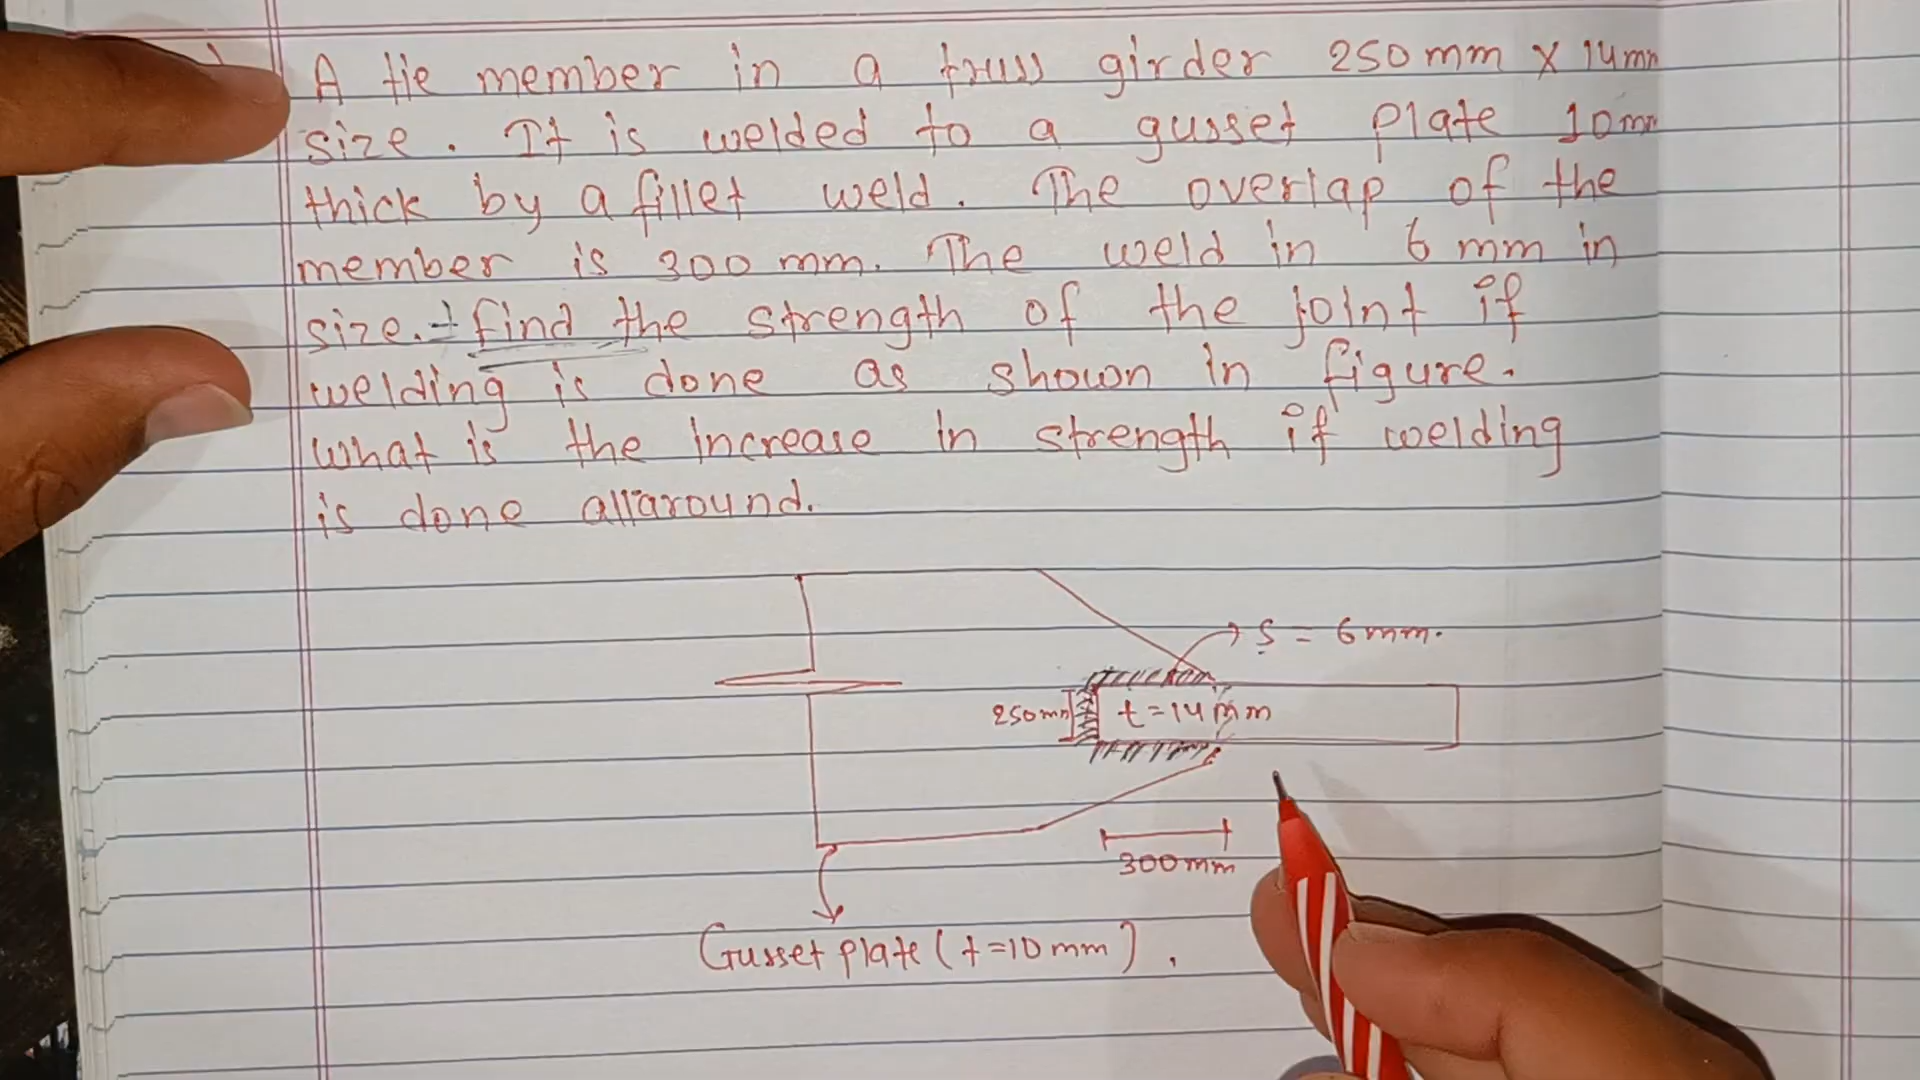 A tie member in a truss girder 250 mm x 14mm
size. It is welded to a gusset plate 10mm
thick by a fillet weld. The overlap of the
member is 300 mm. The weld in 6 mm in
size. find the strength of the joint if
welding is done as shown in figure.
what is the increase in strength if welding
is done allaround.
S = 6mm.
250mm t=14mm
300mm
Gusset plate (t=10mm).